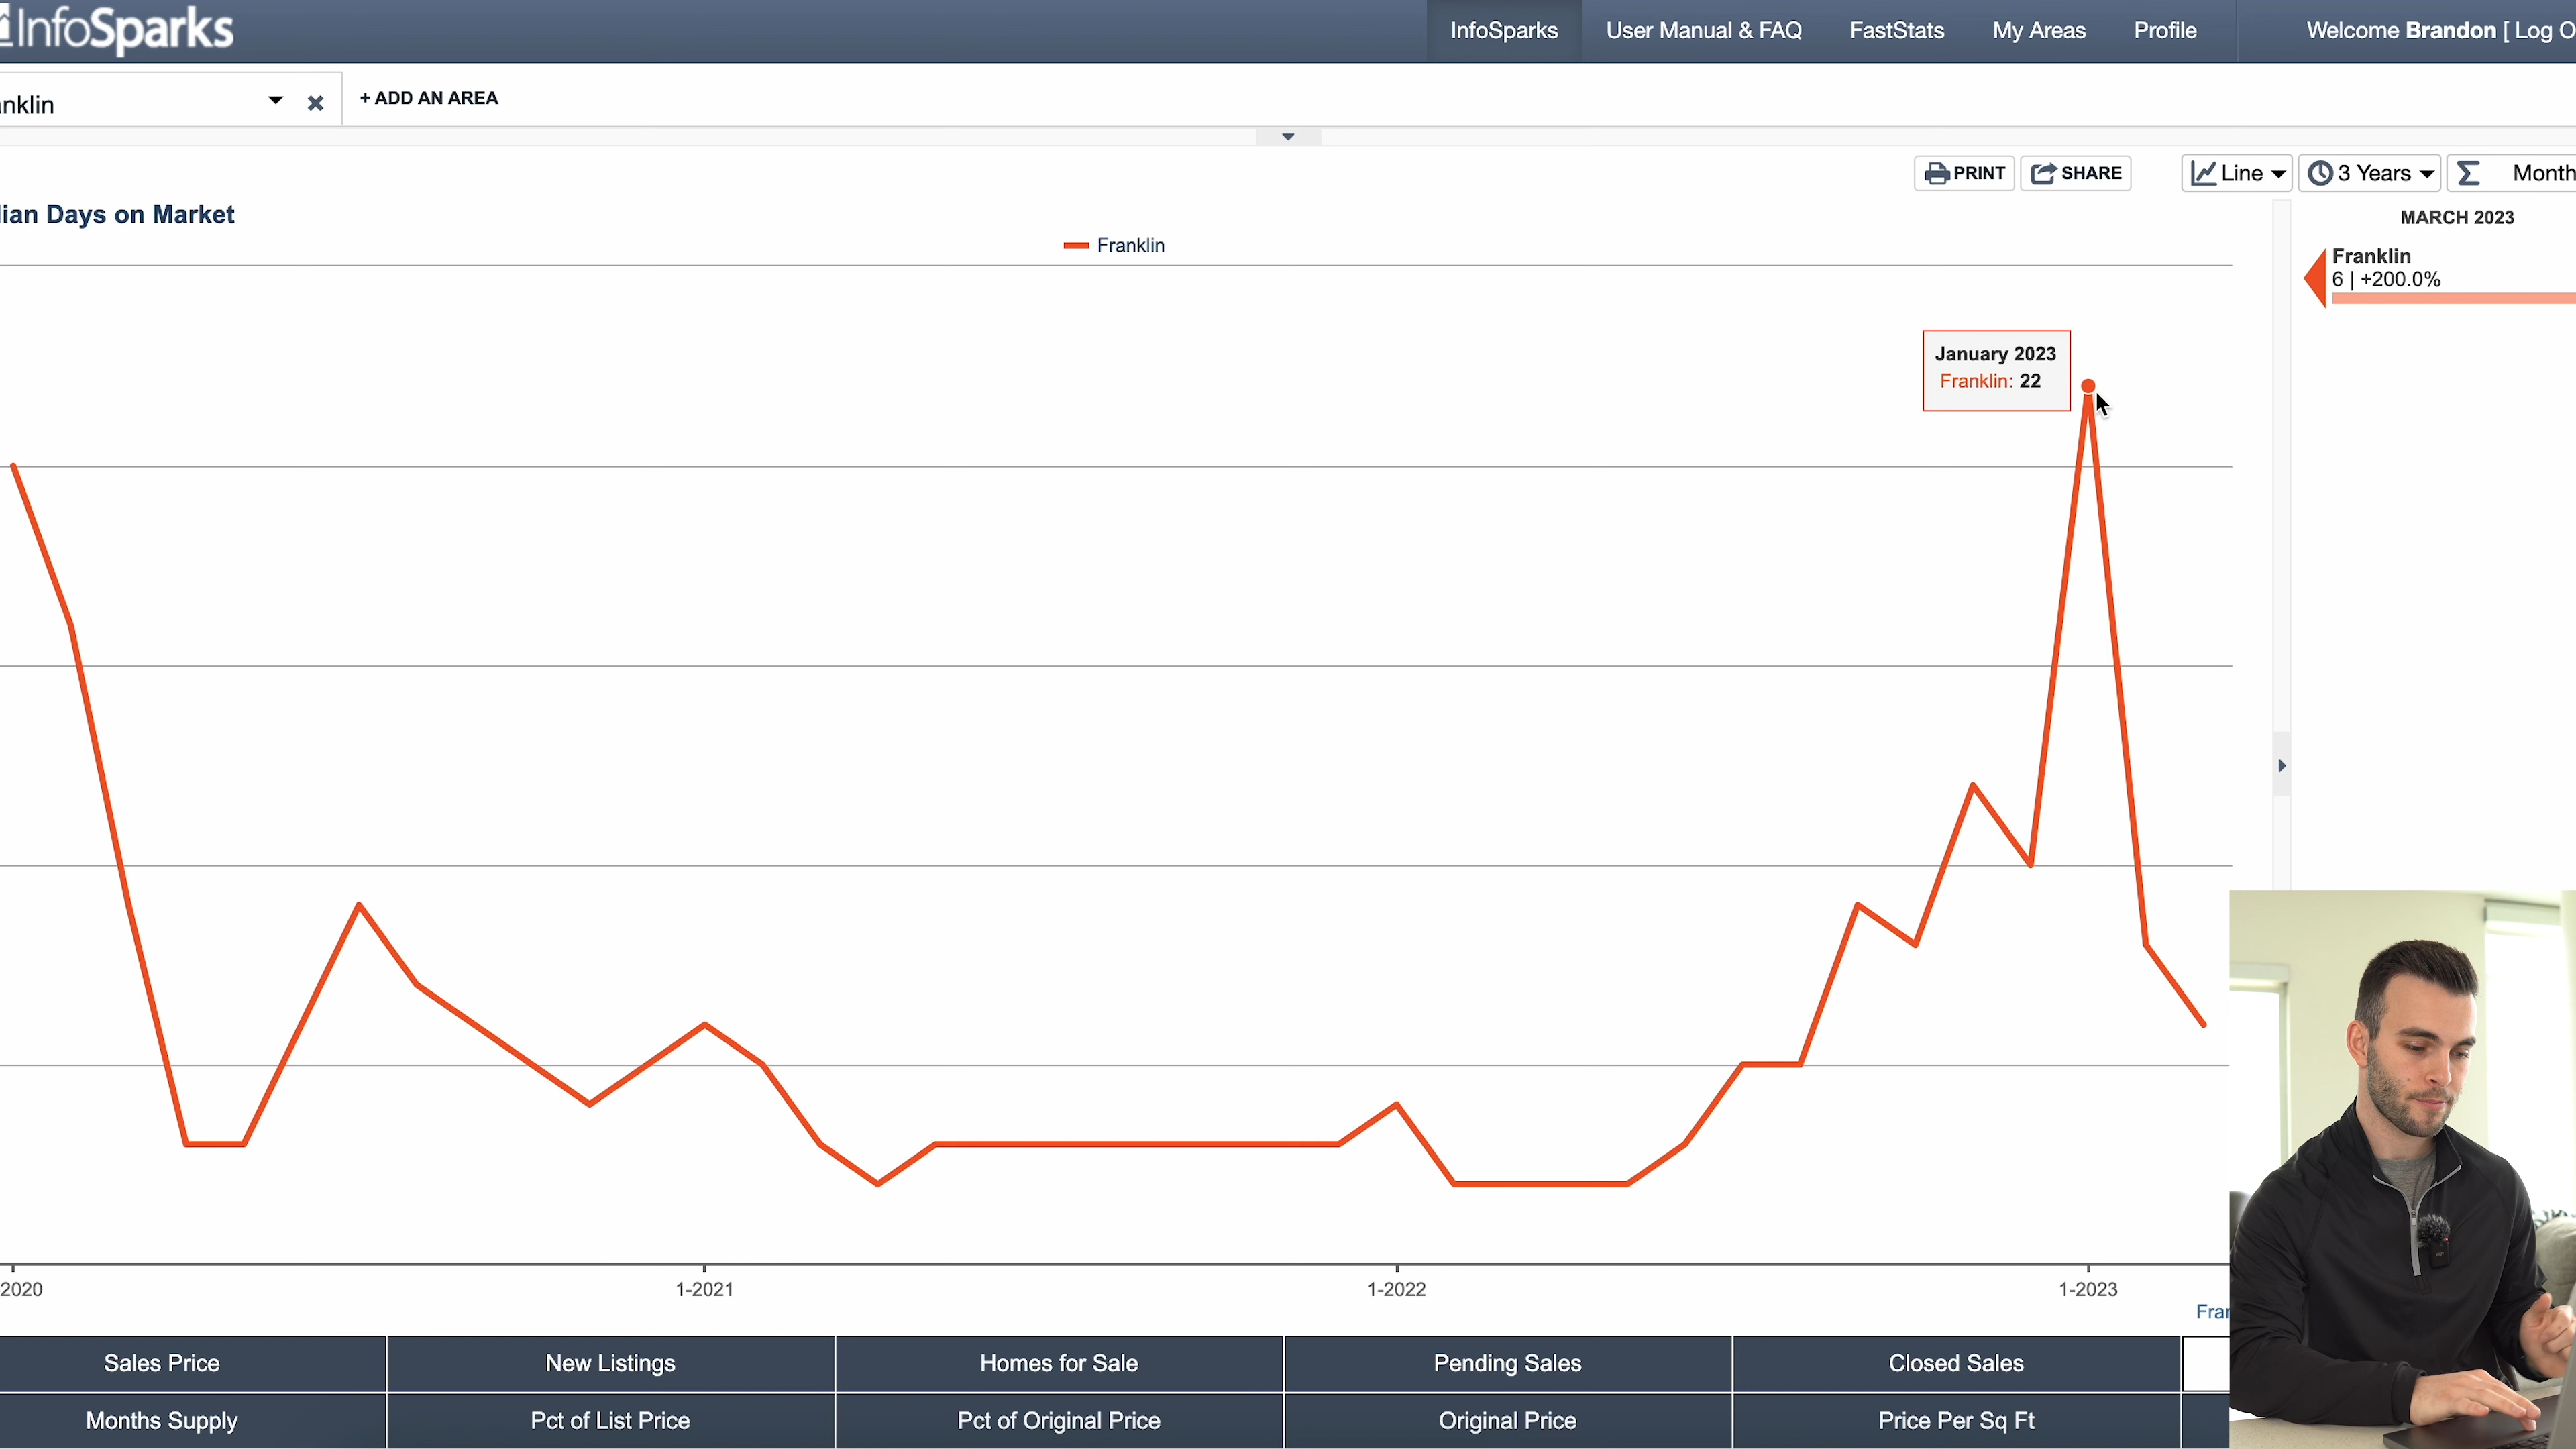 InfoSparks
InfoSparks User Manual & FAQ FastStats My Areas Profile Welcome Brandon [ Log O
nklin
+ ADD AN AREA
PRINT SHARE Line 3 Years Month
ian Days on Market
MARCH 2023
Franklin
Franklin
6 | +200.0%
January 2023
Franklin: 22
2020 1-2021 1-2022 1-2023
Fran
Sales Price New Listings Homes for Sale Pending Sales Closed Sales
Months Supply Pct of List Price Pct of Original Price Original Price Price Per Sq Ft